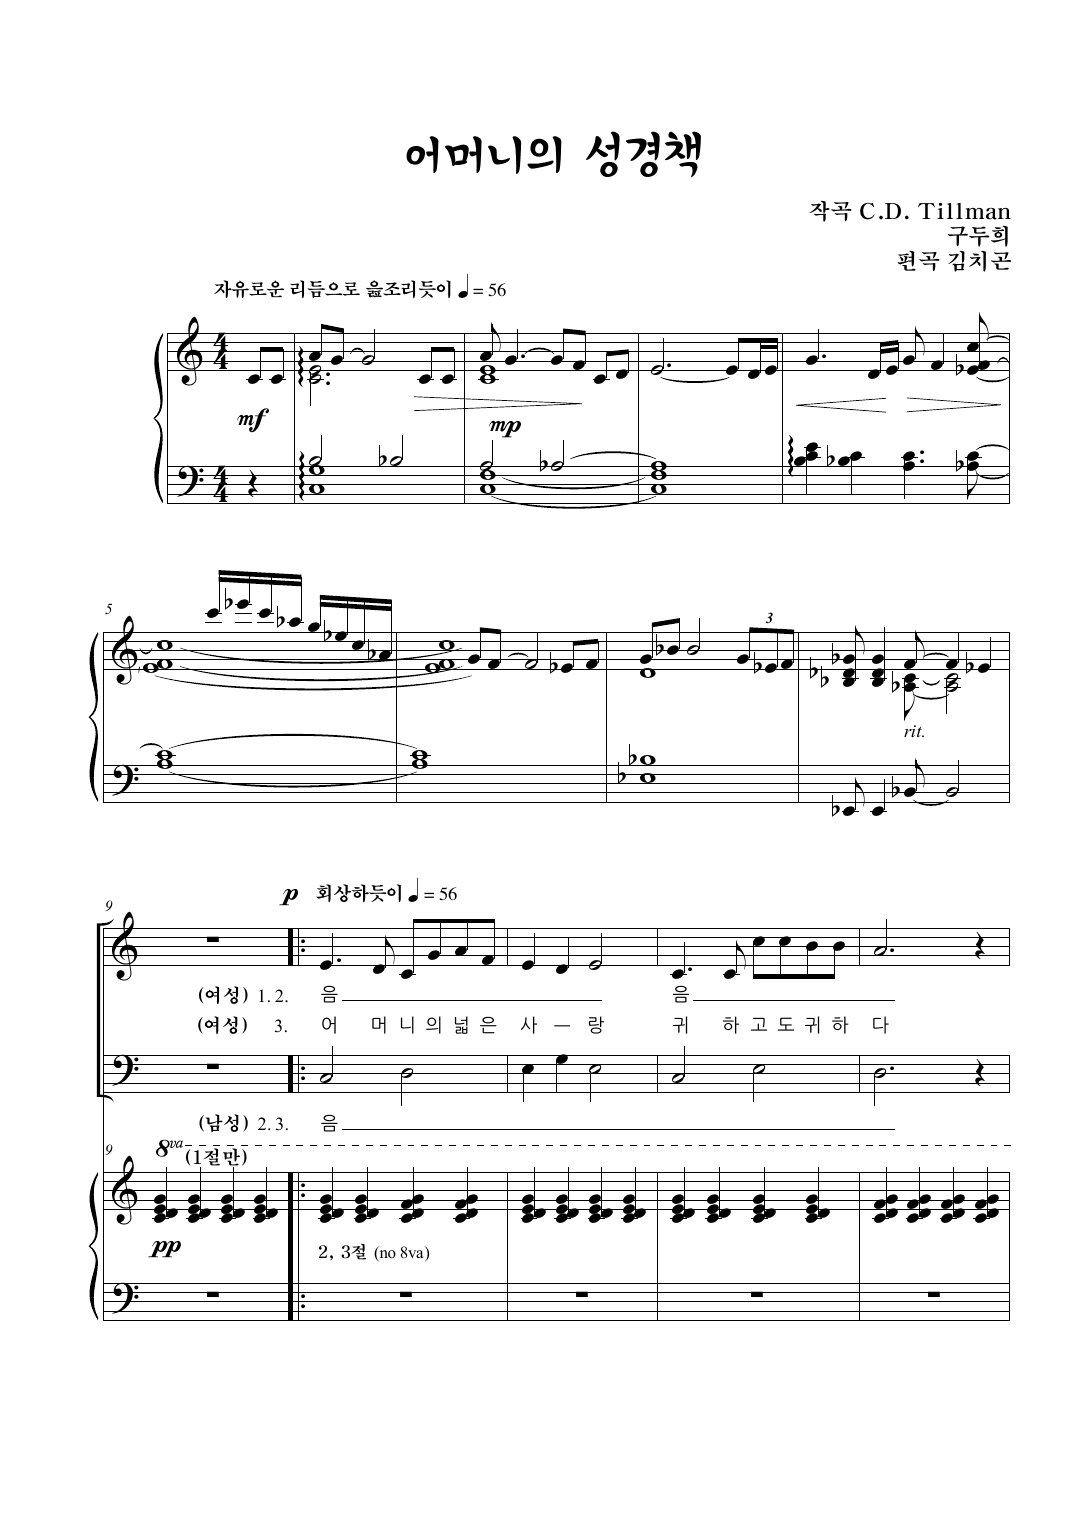 어머니의 성경책
작곡 C.D. Tillman
구두희
편곡 김치곤
자유로운 리듬으로 읊조리듯이 ♩= 56
mf
mp
5
3
rit.
9
p 회상하듯이 ♩= 56
(여성) 1. 2. 음 음
(여성) 3. 어 머 니 의 넓 은 사 — 랑 귀 하 고 도 귀 하 다
(남성) 2. 3. 음
9
8va
(1절만)
pp
2, 3절 (no 8va)